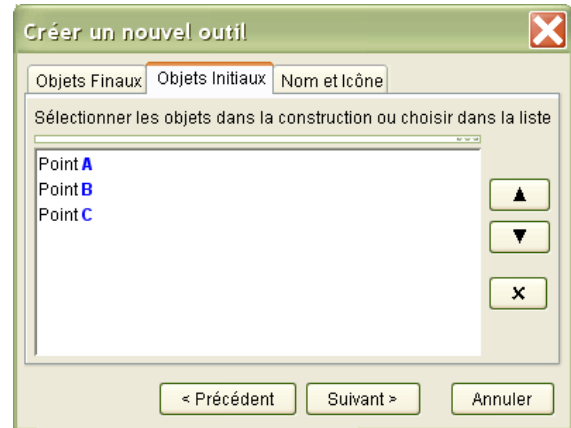 Créer un nouvel outil
Objets Finaux Objets Initiaux Nom et Icône
Sélectionner les objets dans la construction ou choisir dans la liste
Point A
Point B
Point C
< Précédent Suivant > Annuler